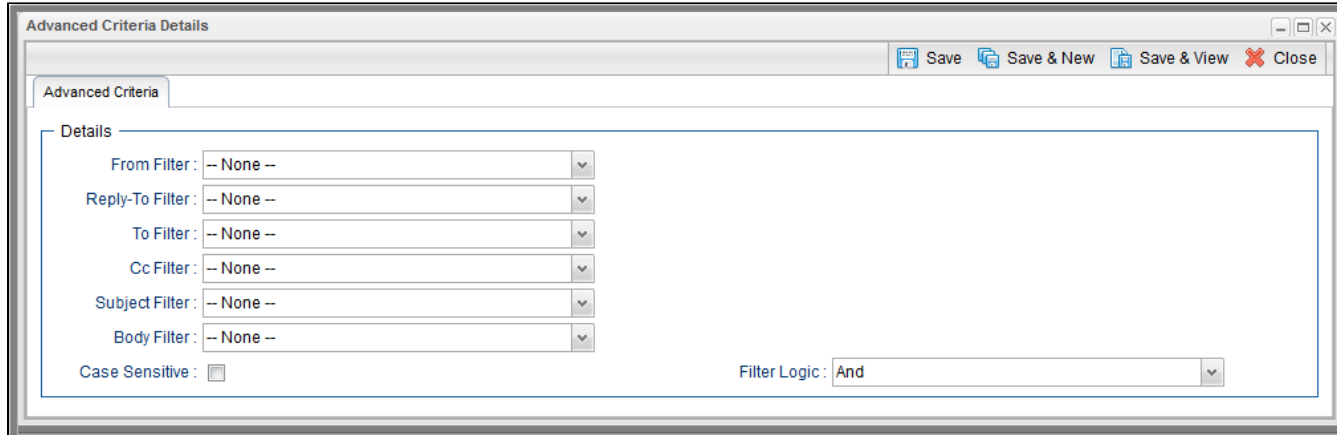 Advanced Criteria Details
Save Save & New Save & View Close
Advanced Criteria
Details
From Filter : -- None --
Reply-To Filter : -- None --
To Filter : -- None --
Cc Filter : -- None --
Subject Filter : -- None --
Body Filter : -- None --
Case Sensitive : Filter Logic : And